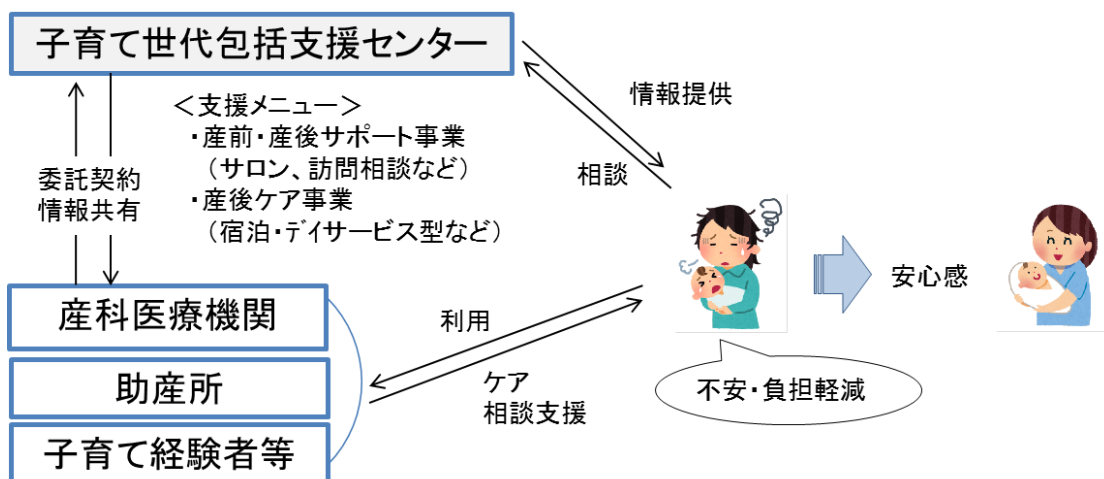 子育て世代包括支援センター
＜支援メニュー＞
・産前・産後サポート事業
（サロン、訪問相談など）
・産後ケア事業
（宿泊・デイサービス型など）
委託契約
情報共有
情報提供
相談
産科医療機関
助産所
子育て経験者等
利用
ケア
相談支援
不安・負担軽減
安心感